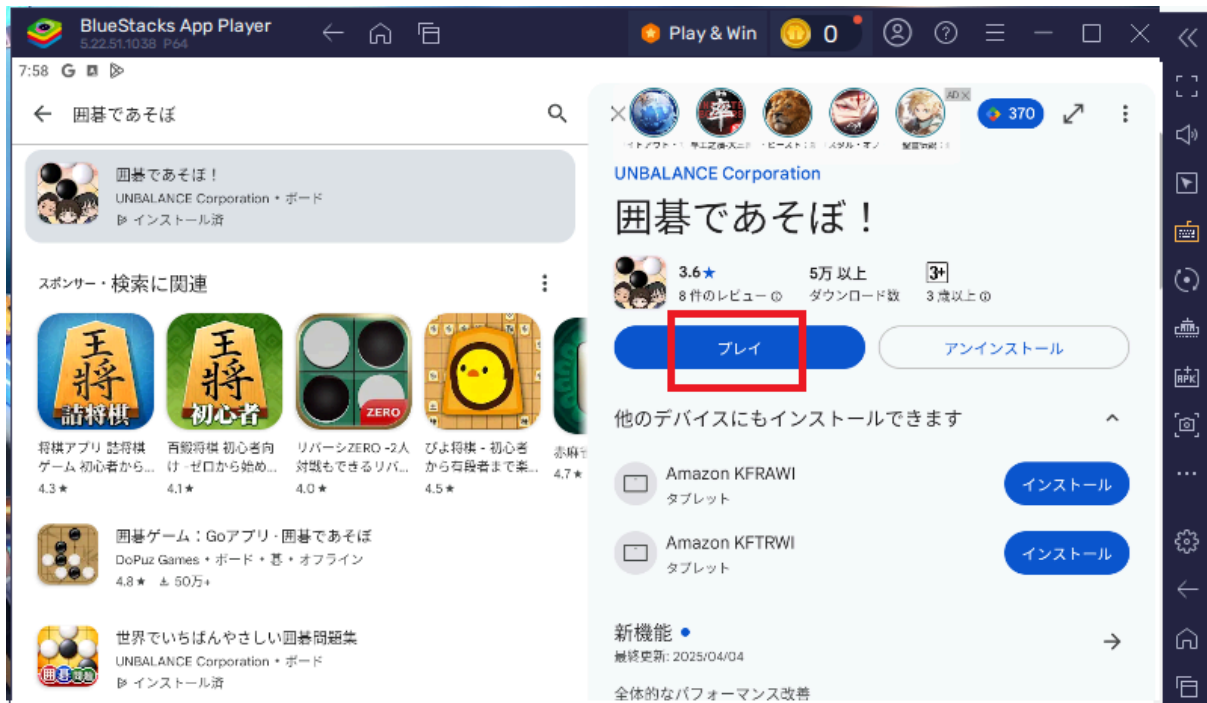 BlueStacks App Player
5.22.51.1038 P64
Play & Win
0
7:58 G
囲碁であそぼ
囲碁であそぼ！
UNBALANCE Corporation・ボード
インストール済
スポンサー・検索に関連
王将
詰将棋
王将
初心者
ZERO
将棋アプリ 詰将棋
ゲーム 初心者から...
4.3★
百鍛将棋 初心者向
け -ゼロから始め...
4.1★
リバーシZERO -2人
対戦もできるリバ...
4.0★
ぴよ将棋 - 初心者
から有段者まで楽...
4.5★
4.7★
囲碁ゲーム：Goアプリ · 囲碁であそぼ
DoPuz Games・ボード・碁・オフライン
4.8★ 50万+
世界でいちばんやさしい囲碁問題集
UNBALANCE Corporation・ボード
インストール済
AD
370
UNBALANCE Corporation
囲碁であそぼ！
3.6★
8 件のレビュー
5万 以上
ダウンロード数
3+
3 歳以上
プレイ
アンインストール
他のデバイスにもインストールできます
Amazon KFRAWI
タブレット
インストール
Amazon KFTRWI
タブレット
インストール
新機能
最終更新: 2025/04/04
全体的なパフォーマンス改善